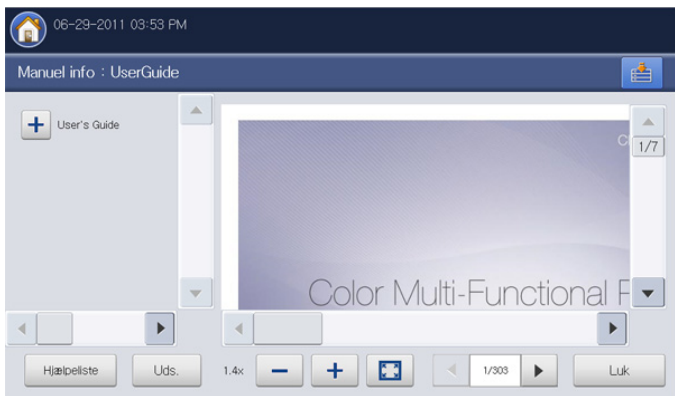 06-29-2011 03:53 PM
Manuel info : UserGuide
User's Guide
1/7
Color Multi-Functional
Hjælpeliste
Uds.
1.4x
1/303
Luk